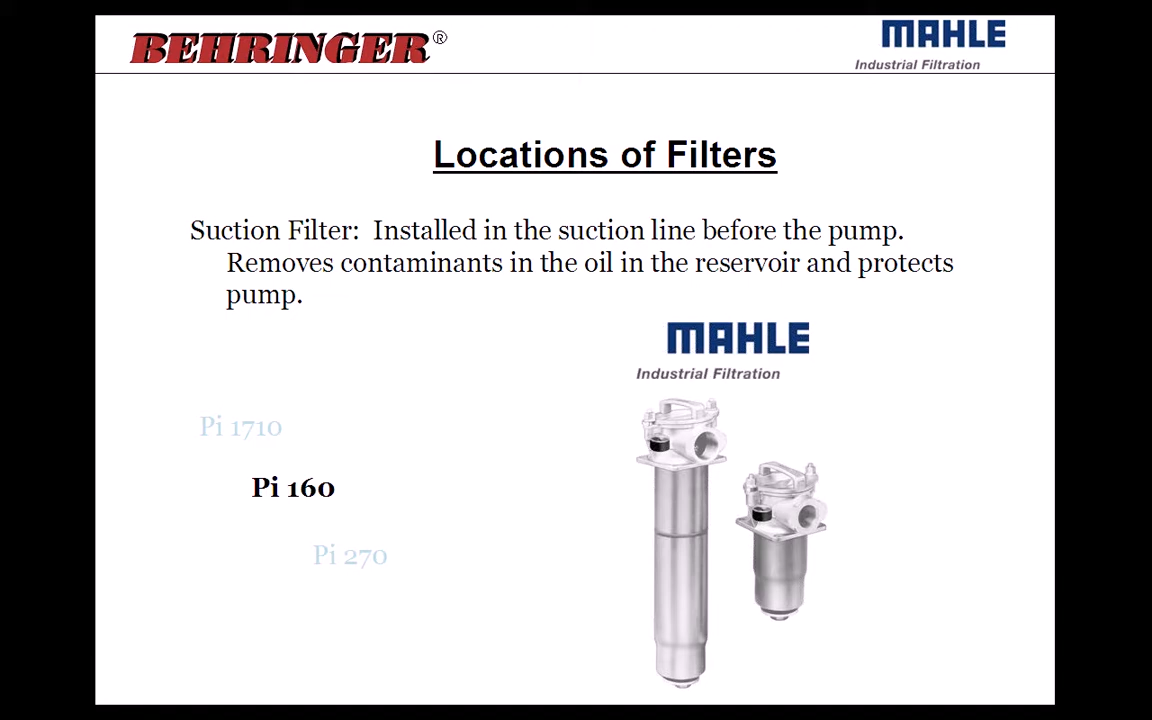 BEHRINGER®
MAHLE
Industrial Filtration
Locations of Filters
Suction Filter: Installed in the suction line before the pump.
Removes contaminants in the oil in the reservoir and protects
pump.
MAHLE
Industrial Filtration
Pi 1710
Pi 160
Pi 270